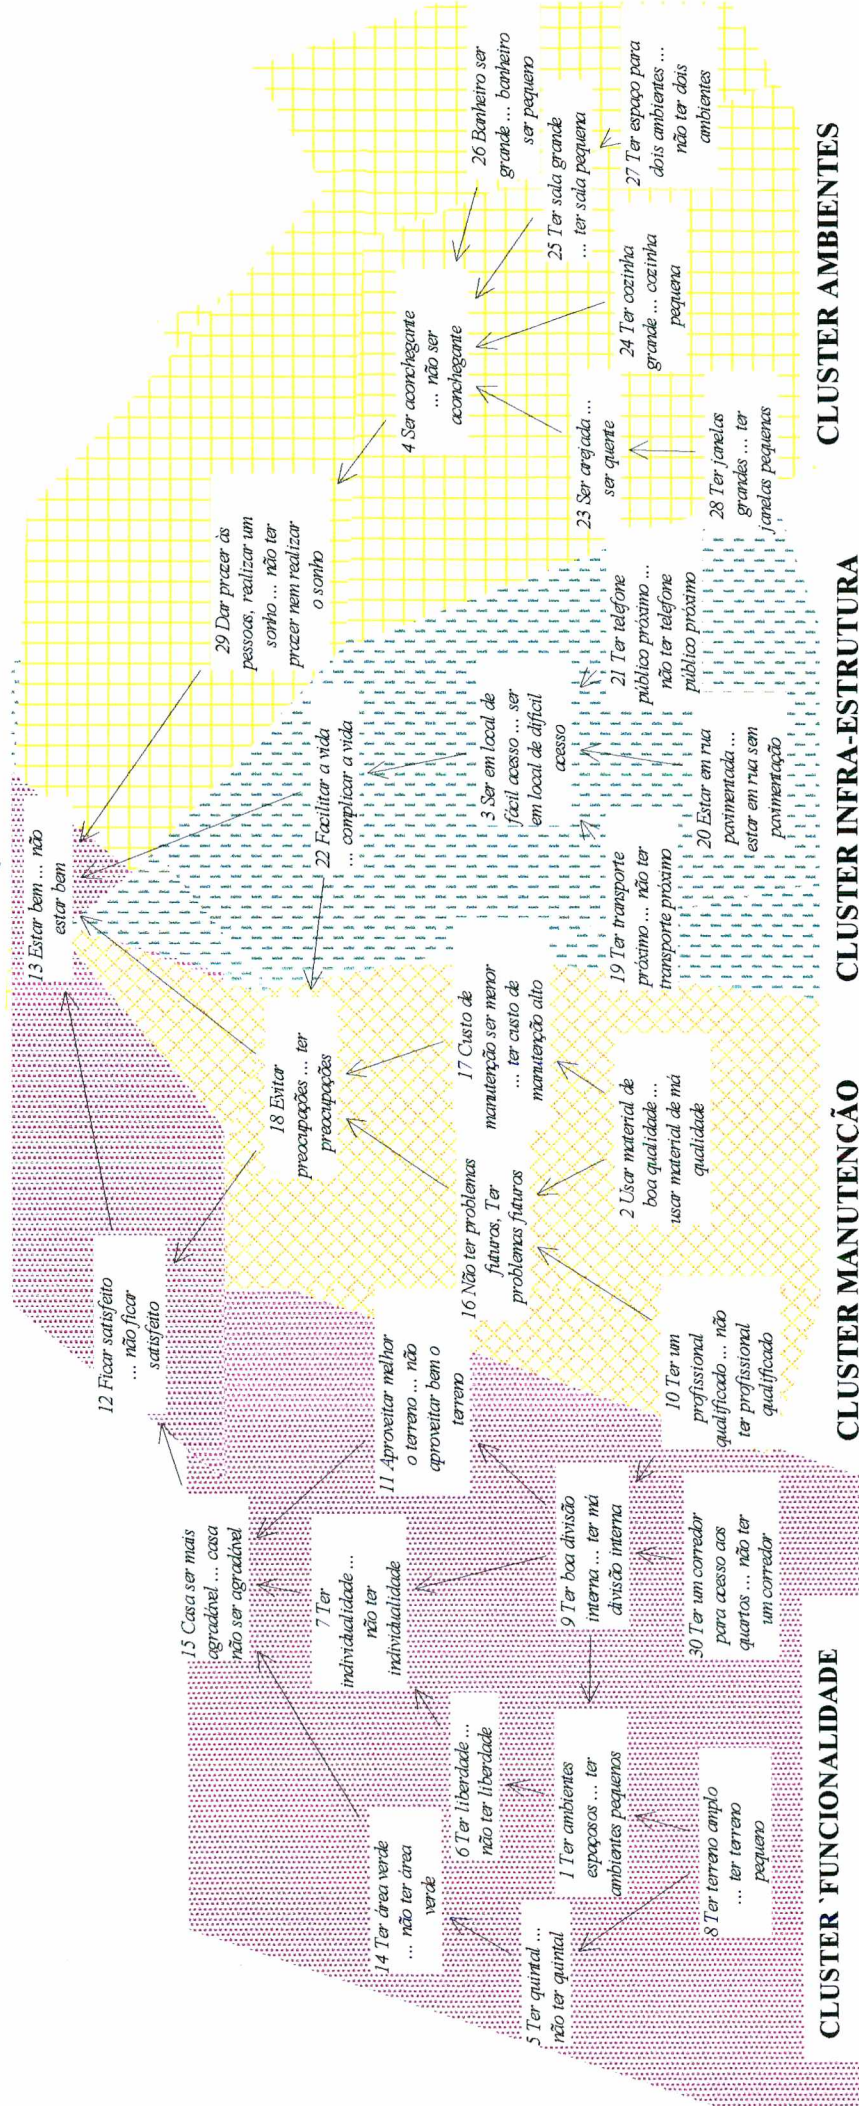 13 Estar bem ... não
estar bem
12 Ficar satisfeito
... não ficar
satisfeito
29 Dar prazer às
pessoas, realizar um
sonho ... não ter
prazer nem realizar
o sonho
15 Casa ser mais
agradável ... casa
não ser agradável
18 Evitar
preocupações ... ter
preocupações
22 Facilitar a vida
... complicar a vida
14 Ter área verde
... não ter área
verde
7 Ter
individualidade ...
não ter
individualidade
11 Aproveitar melhor
o terreno ... não
aproveitar bem o
terreno
4 Ser aconchegante
... não ser
aconchegante
6 Ter liberdade ...
não ter liberdade
16 Não ter problemas
futuros, Ter
problemas futuros
17 Custo de
manutenção ser menor
... ter custo de
manutenção alto
3 Ser em local de
fácil acesso ... ser
em local de difícil
acesso
26 Banheiro ser
grande ... banheiro
ser pequeno
5 Ter quintal ...
não ter quintal
1 Ter ambientes
espaçosos ... ter
ambientes pequenos
9 Ter boa divisão
interna ... ter má
divisão interna
23 Ser arejada ...
ser quente
25 Ter sala grande
... ter sala pequena
2 Usar material de
boa qualidade ...
usar material de má
qualidade
19 Ter transporte
próximo ... não ter
transporte próximo
21 Ter telefone
público próximo ...
não ter telefone
público próximo
24 Ter cozinha
grande ... cozinha
pequena
27 Ter espaço para
dois ambientes ...
não ter dois
ambientes
8 Ter terreno amplo
... ter terreno
pequeno
30 Ter um corredor
para acesso aos
quartos ... não ter
um corredor
10 Ter um
profissional
qualificado ... não
ter profissional
qualificado
20 Estar em rua
pavimentada ...
estar em rua sem
pavimentação
28 Ter janelas
grandes ... ter
janelas pequenas
CLUSTER `FUNCIONALIDADE
CLUSTER MANUTENÇÃO
CLUSTER INFRA-ESTRUTURA
CLUSTER AMBIENTES